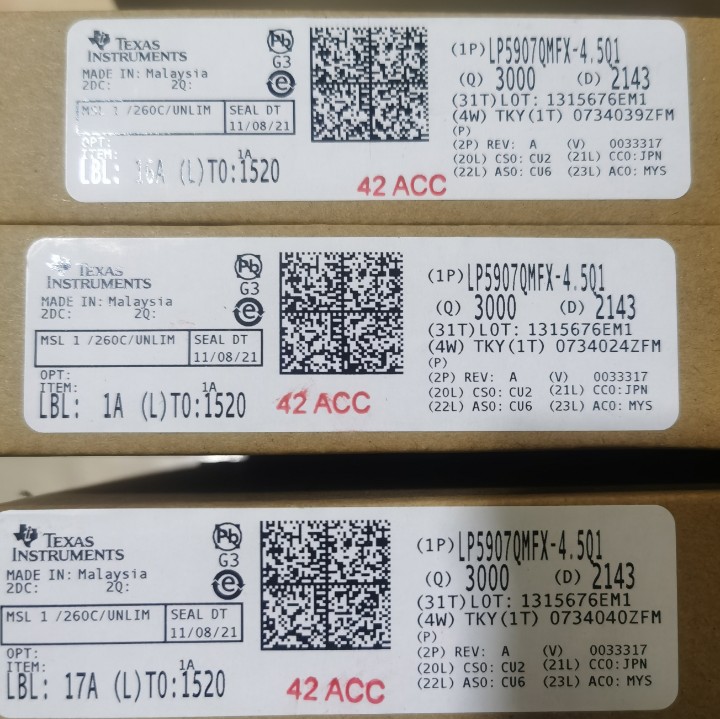 TEXAS
INSTRUMENTS
MADE IN: Malaysia
2DC: 2Q:
Pb
G3
e
MSL 1 /260C/UNLIM
SEAL DT
11/08/21
OPT:
ITEM:
1A
LBL: 16A (L)TO:1520
42 ACC
(1P)LP5907QMFX-4.5Q1
(Q) 3000 (D) 2143
(31T)LOT: 1315676EM1
(4W) TKY(1T) 0734039ZFM
(P)
(2P) REV: A (V) 0033317
(20L) CSO: CU2 (21L) CCO:JPN
(22L) ASO: CU6 (23L) ACO: MYS
TEXAS
INSTRUMENTS
MADE IN: Malaysia
2DC: 2Q:
Pb
G3
e
MSL 1 /260C/UNLIM
SEAL DT
11/08/21
OPT:
ITEM:
1A
LBL: 1A (L)TO:1520
42 ACC
(1P)LP5907QMFX-4.5Q1
(Q) 3000 (D) 2143
(31T)LOT: 1315676EM1
(4W) TKY(1T) 0734024ZFM
(P)
(2P) REV: A (V) 0033317
(20L) CSO: CU2 (21L) CCO:JPN
(22L) ASO: CU6 (23L) ACO: MYS
TEXAS
INSTRUMENTS
MADE IN: Malaysia
2DC: 2Q:
Pb
G3
e
MSL 1 /260C/UNLIM
SEAL DT
11/08/21
OPT:
ITEM:
1A
LBL: 17A (L)TO:1520
42 ACC
(1P)LP5907QMFX-4.5Q1
(Q) 3000 (D) 2143
(31T)LOT: 1315676EM1
(4W) TKY(1T) 0734040ZFM
(P)
(2P) REV: A (V) 0033317
(20L) CSO: CU2 (21L) CCO:JPN
(22L) ASO: CU6 (23L) ACO: MYS